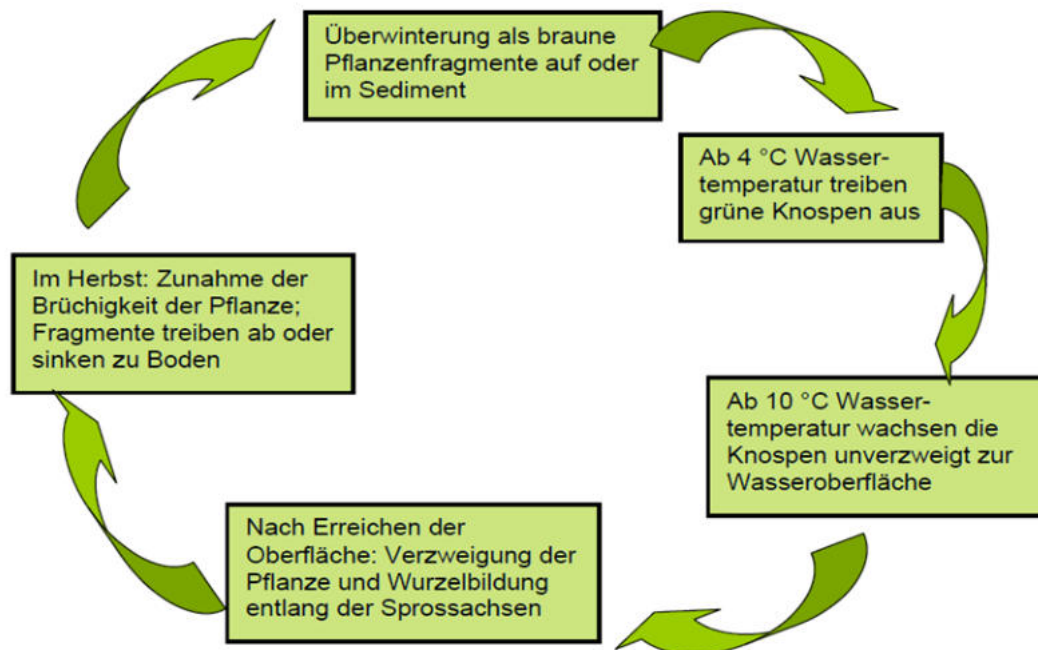 Überwinterung als braune
Pflanzenfragmente auf oder
im Sediment
Ab 4 °C Wasser-
temperatur treiben
grüne Knospen aus
Ab 10 °C Wasser-
temperatur wachsen die
Knospen unverzweigt zur
Wasseroberfläche
Nach Erreichen der
Oberfläche: Verzweigung der
Pflanze und Wurzelbildung
entlang der Sprossachsen
Im Herbst: Zunahme der
Brüchigkeit der Pflanze;
Fragmente treiben ab oder
sinken zu Boden